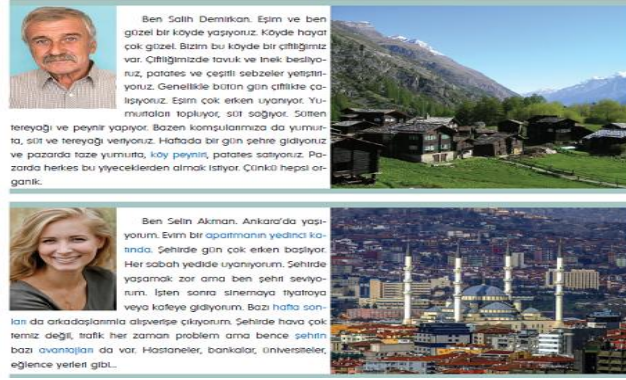 Ben Salih Demirkan. Eşim ve ben
güzel bir köyde yaşıyoruz. Köyde hayat
çok güzel. Bizim bu köyde bir çiftliğimiz
var. Çiftliğimizde tavuk ve inek besliyo-
ruz, patates ve çeşitli sebzeler yetiştiri-
yoruz. Genellikle bütün gün çiftlikte ça-
lışıyoruz. Eşim çok erken uyanıyor. Yu-
murtaları topluyor, süt sağıyor. Sütten
tereyağı ve peynir yapıyor. Bazen komşularımıza da yumur-
ta, süt ve tereyağı veriyoruz. Haftada bir gün şehre gidiyoruz
ve pazarda taze yumurta, köy peyniri, patates satıyoruz. Pa-
zarda herkes bu yiyeceklerden almak istiyor. Çünkü hepsi or-
ganik.
Ben Selin Akman. Ankara'da yaşı-
yorum. Evim bir apartmanın yedinci ka-
tında. Şehirde gün çok erken başlıyor.
Her sabah yedide uyanıyorum. Şehirde
yaşamak zor ama ben şehri seviyo-
rum. İşten sonra sinemaya tiyatroya
veya kafeye gidiyorum. Bazı hafta son-
ları da arkadaşlarımla alışverişe çıkıyorum. Şehirde hava çok
temiz değil, trafik her zaman problem ama bence şehrin
bazı avantajları da var. Hastaneler, bankalar, üniversiteler,
eğlence yerleri gibi...